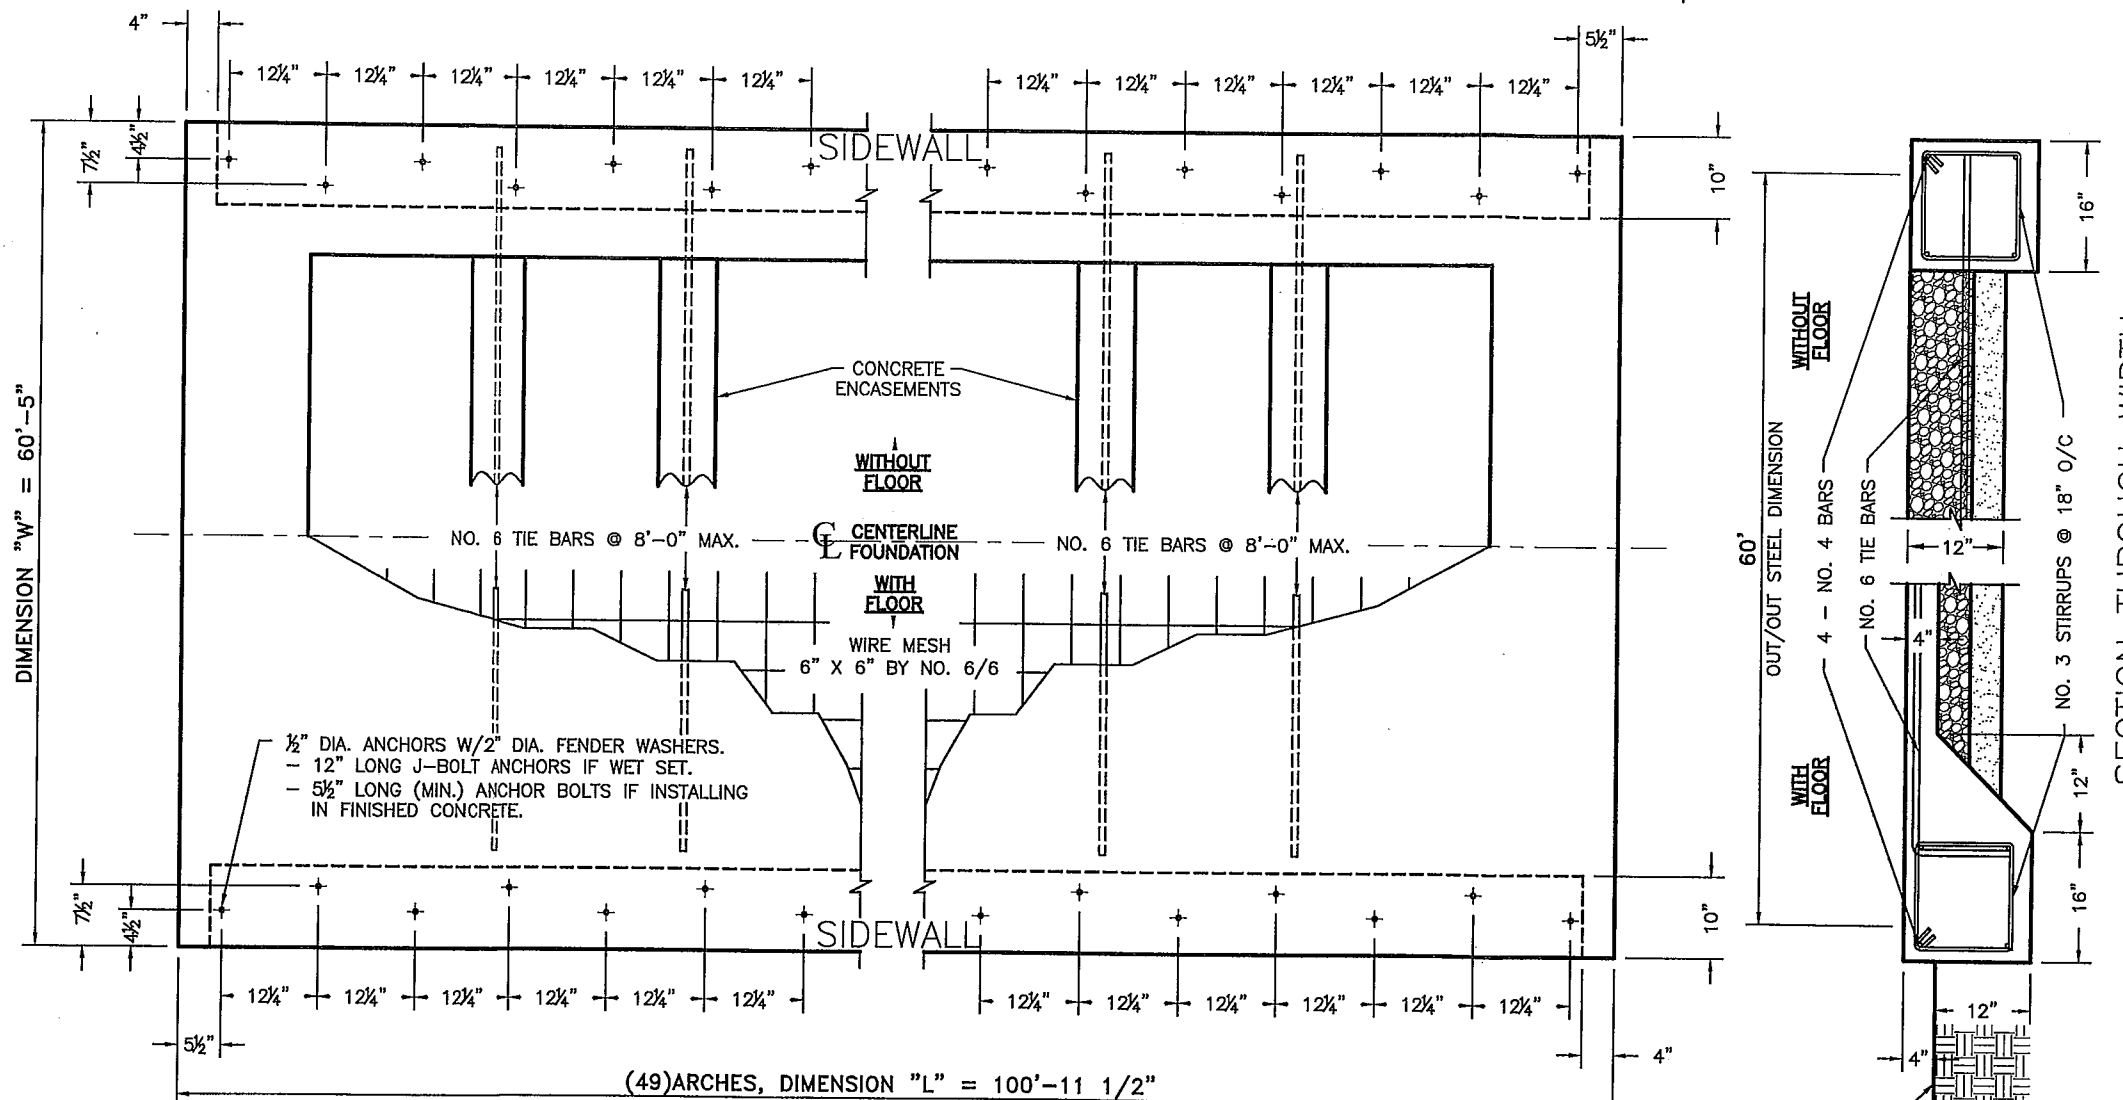 4" 5½"
12¼" 12¼" 12¼" 12¼" 12¼" 12¼" 12¼" 12¼" 12¼" 12¼" 12¼" 12¼"
7½" 4½"
SIDEWALL
10"
16"
DIMENSION "W" = 60'-5"
CONCRETE
ENCASEMENTS
WITHOUT
FLOOR
NO. 6 TIE BARS @ 8'-0" MAX.
CL CENTERLINE
FOUNDATION
NO. 6 TIE BARS @ 8'-0" MAX.
WITH
FLOOR
WIRE MESH
6" X 6" BY NO. 6/6
½" DIA. ANCHORS W/2" DIA. FENDER WASHERS.
- 12" LONG J-BOLT ANCHORS IF WET SET.
- 5½" LONG (MIN.) ANCHOR BOLTS IF INSTALLING
IN FINISHED CONCRETE.
7½" 4½"
SIDEWALL
10"
12¼" 12¼" 12¼" 12¼" 12¼" 12¼" 12¼" 12¼" 12¼" 12¼" 12¼" 12¼"
5½" 4"
(49)ARCHES, DIMENSION "L" = 100'-11 1/2"
60'
OUT/OUT STEEL DIMENSION
WITHOUT
FLOOR
WITH
FLOOR
4 - NO. 4 BARS
NO. 6 TIE BARS
NO. 3 STIRRUPS @ 18" O/C
12"
4"
12"
16"
12"
4"